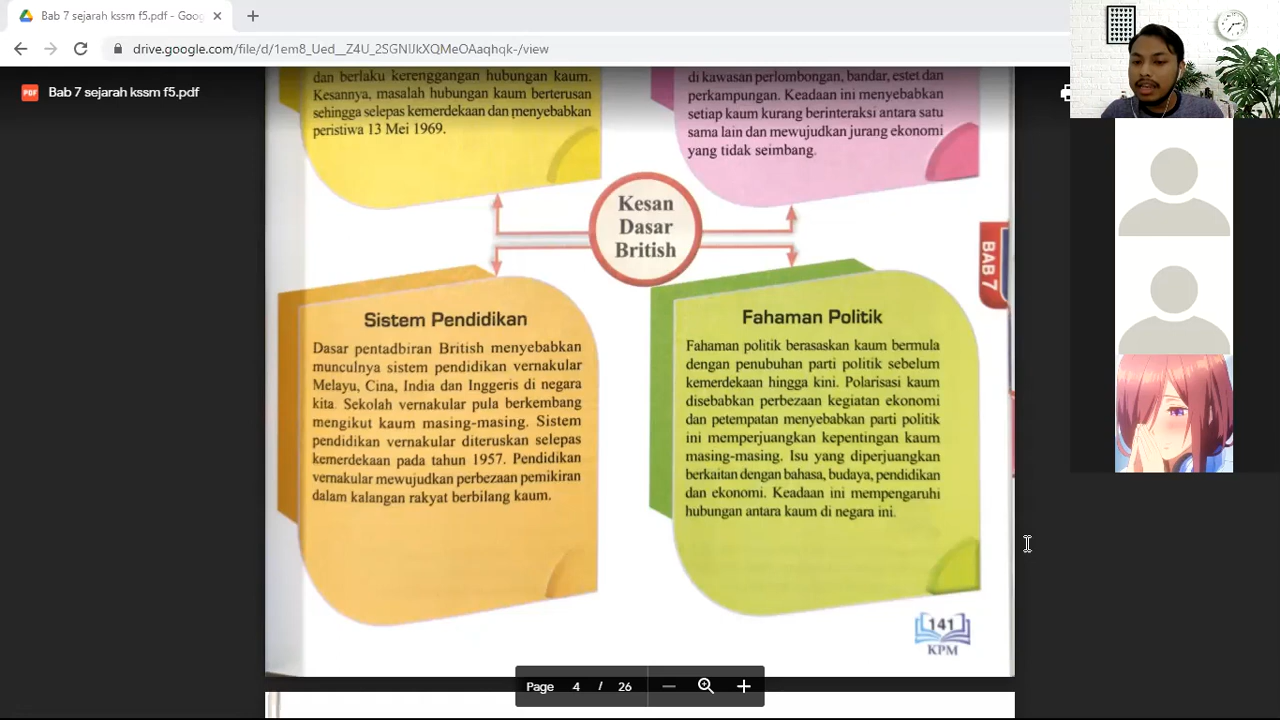 Bab 7 sejarah kssm f5.pdf - Goo
drive.google.com/file/d/1em8_Ued__Z4U_2SGNlJkXQMeOAaqhqk-/view
PDF
Bab 7 sejarah kssm f5.pdf
dan berlaku kerenggangan hubungan kaum.
Kesannya, masalah hubungan kaum berterusan
sehingga selepas kemerdekaan dan menyebabkan
peristiwa 13 Mei 1969.
di kawasan perlombongan, bandar, estet dan
perkampungan. Keadaan ini menyebabkan
setiap kaum kurang berinteraksi antara satu
sama lain dan mewujudkan jurang ekonomi
yang tidak seimbang.
Kesan
Dasar
British
BAB 7
Sistem Pendidikan
Dasar pentadbiran British menyebabkan
munculnya sistem pendidikan vernakular
Melayu, Cina, India dan Inggeris di negara
kita. Sekolah vernakular pula berkembang
mengikut kaum masing-masing. Sistem
pendidikan vernakular diteruskan selepas
kemerdekaan pada tahun 1957. Pendidikan
vernakular mewujudkan perbezaan pemikiran
dalam kalangan rakyat berbilang kaum.
Fahaman Politik
Fahaman politik berasaskan kaum bermula
dengan penubuhan parti politik sebelum
kemerdekaan hingga kini. Polarisasi kaum
disebabkan perbezaan kegiatan ekonomi
dan petempatan menyebabkan parti politik
ini memperjuangkan kepentingan kaum
masing-masing. Isu yang diperjuangkan
berkaitan dengan bahasa, budaya, pendidikan
dan ekonomi. Keadaan ini mempengaruhi
hubungan antara kaum di negara ini.
141
KPM
Page 4 / 26